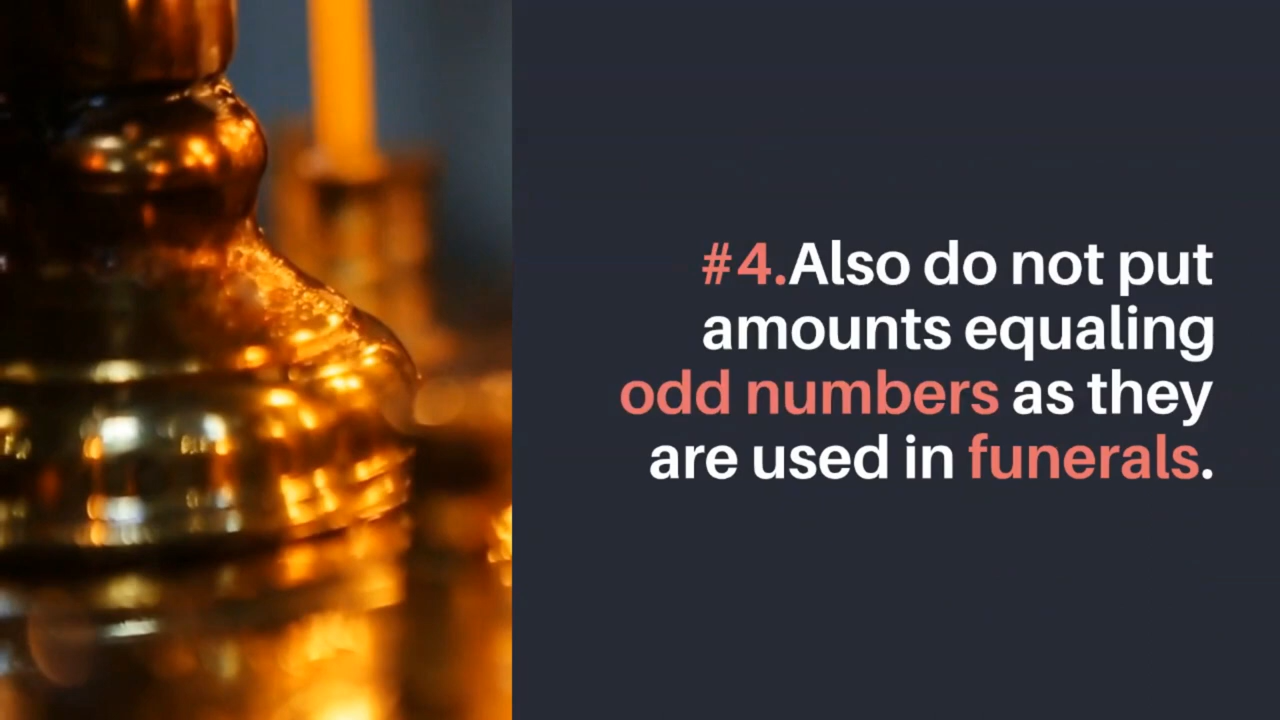 #4.Also do not put
amounts equaling
odd numbers as they
are used in funerals.